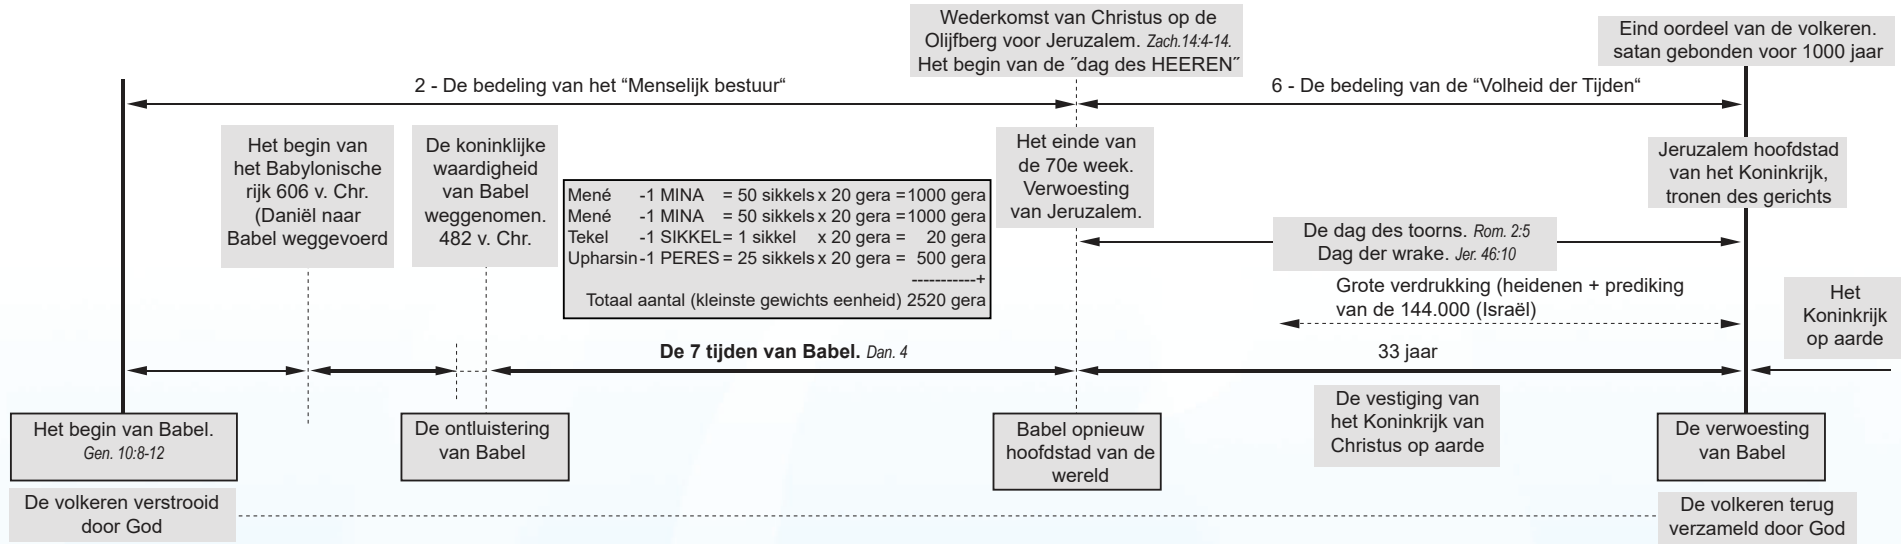 Wederkomst van Christus op de
Olijfberg voor Jeruzalem. Zach.14:4-14.
Het begin van de ˝dag des HEEREN˝
Eind oordeel van de volkeren.
satan gebonden voor 1000 jaar
2 - De bedeling van het “Menselijk bestuur“
6 - De bedeling van de “Volheid der Tijden“
Het begin van
het Babylonische
rijk 606 v. Chr.
(Daniël naar
Babel weggevoerd
De koninklijke
waardigheid
van Babel
weggenomen.
482 v. Chr.
Mené -1 MINA = 50 sikkels x 20 gera =1000 gera
Mené -1 MINA = 50 sikkels x 20 gera =1000 gera
Tekel -1 SIKKEL= 1 sikkel x 20 gera = 20 gera
Upharsin-1 PERES = 25 sikkels x 20 gera = 500 gera
-----------+
Totaal aantal (kleinste gewichts eenheid) 2520 gera
Het einde van
de 70e week.
Verwoesting
van Jeruzalem.
Jeruzalem hoofdstad
van het Koninkrijk,
tronen des gerichts
De dag des toorns. Rom. 2:5
Dag der wrake. Jer. 46:10
Grote verdrukking (heidenen + prediking
van de 144.000 (Israël)
Het
Koninkrijk
op aarde
De 7 tijden van Babel. Dan. 4
33 jaar
Het begin van Babel.
Gen. 10:8-12
De ontluistering
van Babel
Babel opnieuw
hoofdstad van de
wereld
De vestiging van
het Koninkrijk van
Christus op aarde
De verwoesting
van Babel
De volkeren verstrooid
door God
De volkeren terug
verzameld door God